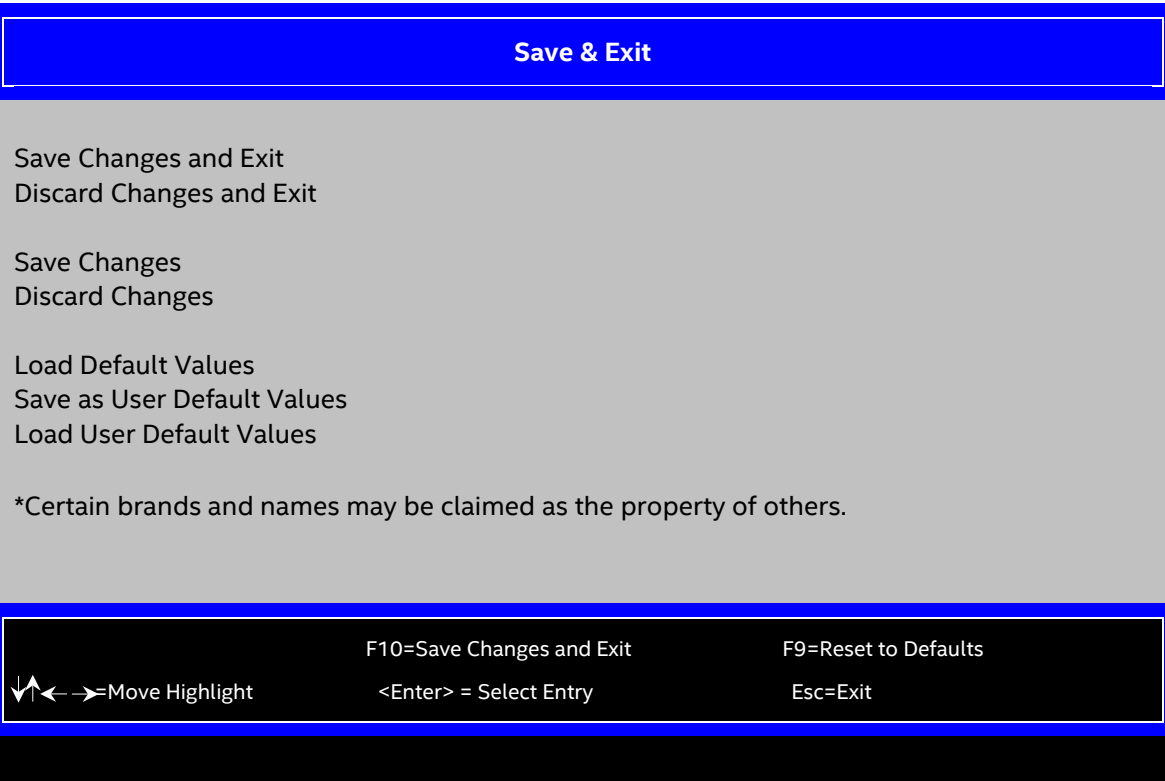 Save & Exit
Save Changes and Exit
Discard Changes and Exit
Save Changes
Discard Changes
Load Default Values
Save as User Default Values
Load User Default Values
*Certain brands and names may be claimed as the property of others.
F10=Save Changes and Exit F9=Reset to Defaults
↓↑← →=Move Highlight <Enter> = Select Entry Esc=Exit